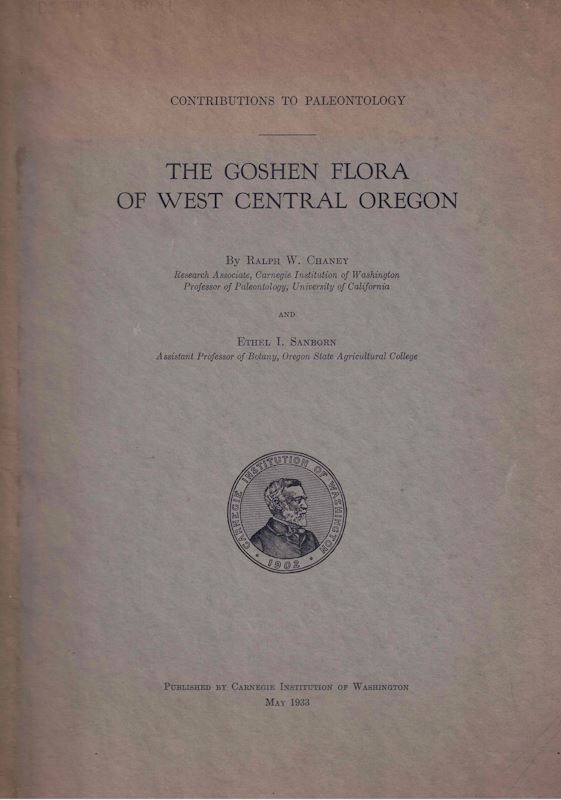 CONTRIBUTIONS TO PALEONTOLOGY
THE GOSHEN FLORA
OF WEST CENTRAL OREGON
By RALPH W. CHANEY
Research Associate, Carnegie Institution of Washington
Professor of Paleontology, University of California
AND
ETHEL I. SANBORN
Assistant Professor of Botany, Oregon State Agricultural College
CARNEGIE INSTITUTION OF WASHINGTON
1902
PUBLISHED BY CARNEGIE INSTITUTION OF WASHINGTON
MAY 1933